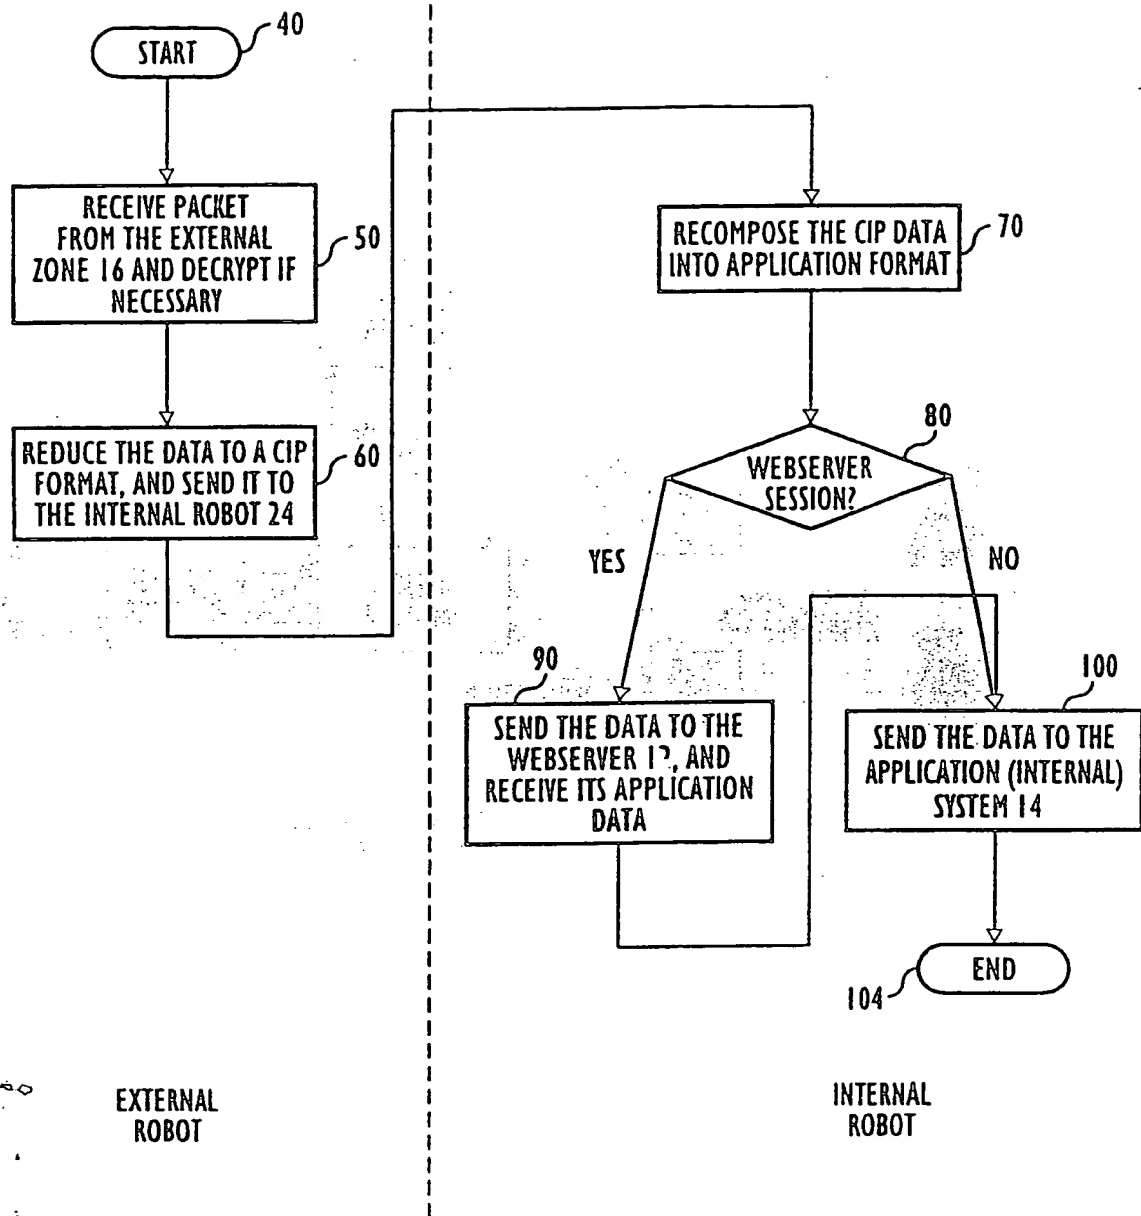 START
40
RECEIVE PACKET
FROM THE EXTERNAL
ZONE 16 AND DECRYPT IF
NECESSARY
50
REDUCE THE DATA TO A CIP
FORMAT, AND SEND IT TO
THE INTERNAL ROBOT 24
60
RECOMPOSE THE CIP DATA
INTO APPLICATION FORMAT
70
WEBSERVER
SESSION?
80
YES
NO
90
SEND THE DATA TO THE
WEBSERVER , AND
RECEIVE ITS APPLICATION
DATA
100
SEND THE DATA TO THE
APPLICATION (INTERNAL)
SYSTEM 14
END
104
EXTERNAL
ROBOT
INTERNAL
ROBOT